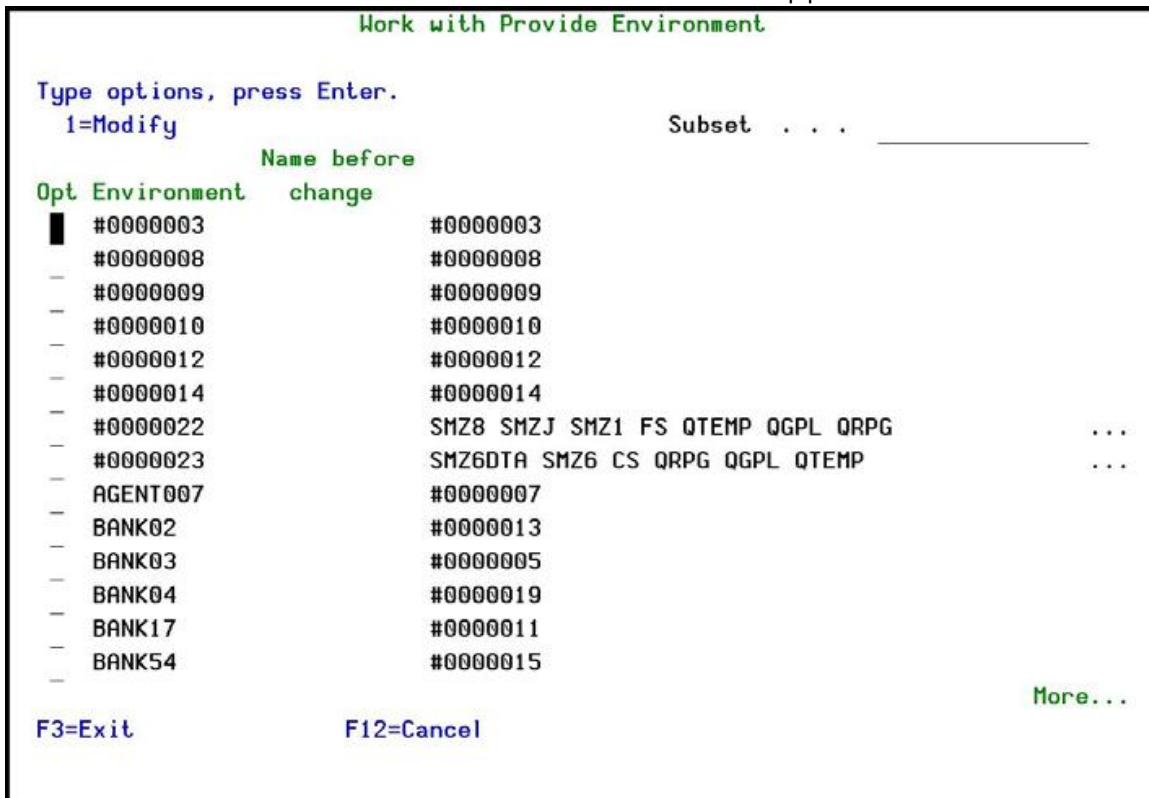 Work with Provide Environment
Type options, press Enter.
1=Modify Subset . . .
Name before
Opt Environment change
#0000003 #0000003
#0000008 #0000008
#0000009 #0000009
#0000010 #0000010
#0000012 #0000012
#0000014 #0000014
#0000022 SMZ8 SMZJ SMZ1 FS QTEMP QGPL QRPG ...
#0000023 SMZ6DTA SMZ6 CS QRPG QGPL QTEMP ...
AGENT007 #0000007
BANK02 #0000013
BANK03 #0000005
BANK04 #0000019
BANK17 #0000011
BANK54 #0000015
More...
F3=Exit F12=Cancel